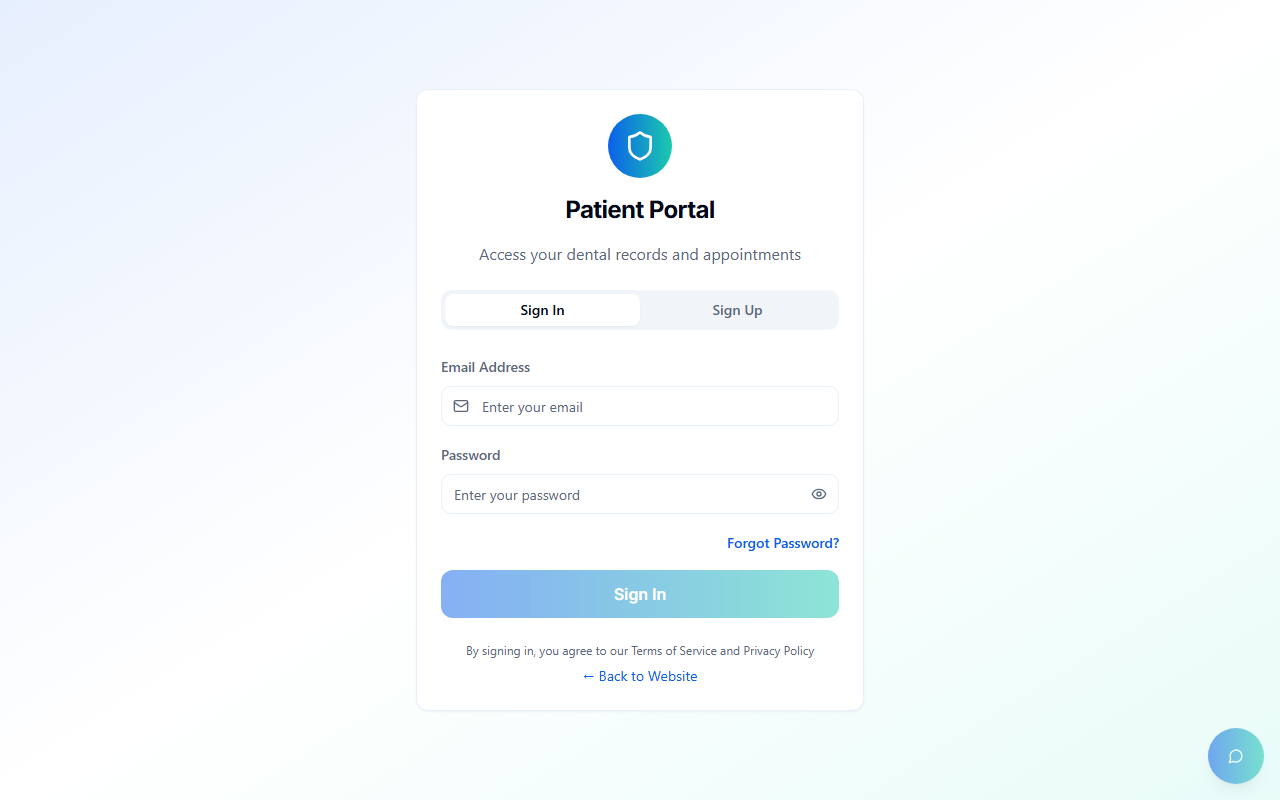 Patient Portal
Access your dental records and appointments
Sign In
Sign Up
Email Address
Enter your email
Password
Enter your password
Forgot Password?
Sign In
By signing in, you agree to our Terms of Service and Privacy Policy
← Back to Website